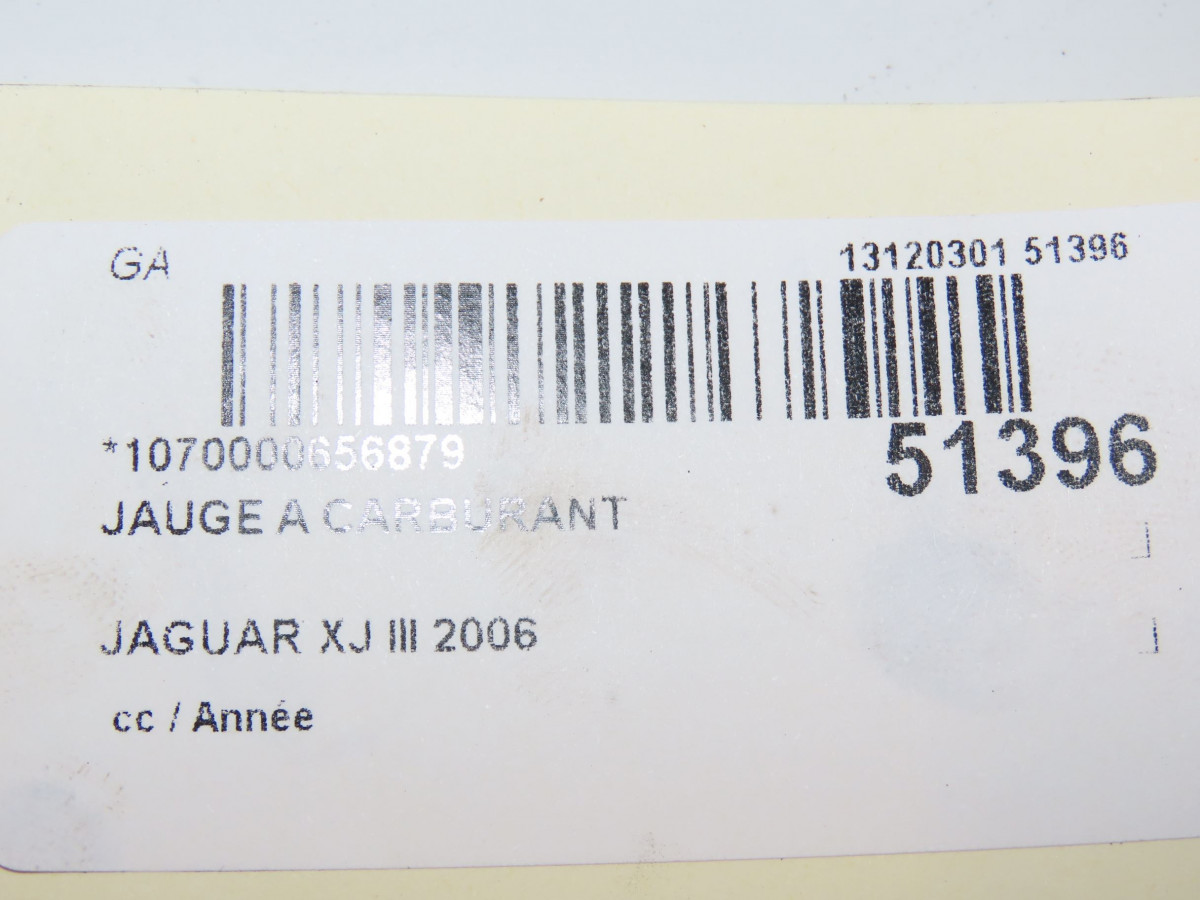 GA
13120301 51396
*1070000656879
51396
JAUGE A CARBURANT
JAGUAR XJ III 2006
cc / Année